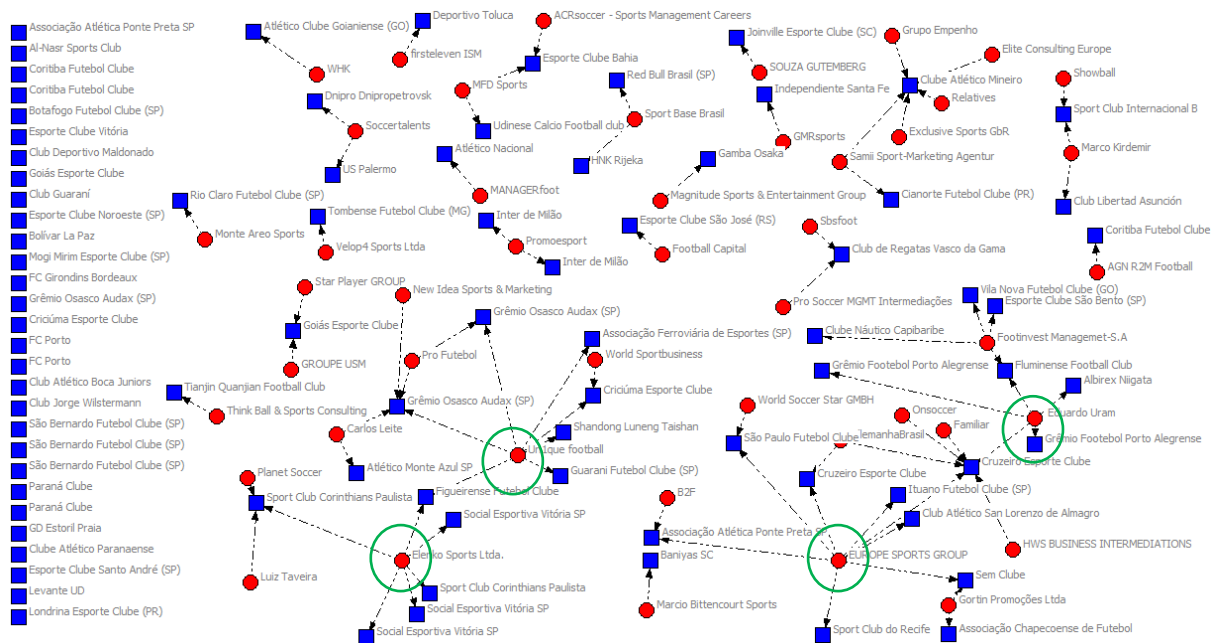 Associação Atlética Ponte Preta SP
Al-Nasr Sports Club
Coritiba Futebol Clube
Coritiba Futebol Clube
Botafogo Futebol Clube (SP)
Esporte Clube Vitória
Club Deportivo Maldonado
Goiás Esporte Clube
Club Guaraní
Esporte Clube Noroeste (SP)
Bolívar La Paz
Mogi Mirim Esporte Clube (SP)
FC Girondins Bordeaux
Grêmio Osasco Audax (SP)
Criciúma Esporte Clube
FC Porto
FC Porto
Club Atlético Boca Juniors
Club Jorge Wilstermann
São Bernardo Futebol Clube (SP)
São Bernardo Futebol Clube (SP)
São Bernardo Futebol Clube (SP)
Paraná Clube
Paraná Clube
GD Estoril Praia
Clube Atlético Paranaense
Esporte Clube Santo André (SP)
Levante UD
Londrina Esporte Clube (PR)
Atlético Clube Goianiense (GO)
WHK
Dnipro Dnipropetrovsk
Soccertalents
US Palermo
Rio Claro Futebol Clube (SP)
Monte Areo Sports
Tombense Futebol Clube (MG)
Velop4 Sports Ltda
Star Player GROUP
Goiás Esporte Clube
GROUPE USM
Tianjin Quanjian Football Club
Think Ball & Sports Consulting
Deportivo Toluca
firsteleven ISM
ACRsoccer - Sports Management Careers
Esporte Clube Bahia
MFD Sports
Udinese Calcio Football club
Atlético Nacional
MANAGERfoot
Inter de Milão
Promoesport
Inter de Milão
Red Bull Brasil (SP)
Sport Base Brasil
HNK Rijeka
Gamba Osaka
Magnitude Sports & Entertainment Group
Esporte Clube São José (RS)
Football Capital
Joinville Esporte Clube (SC)
SOUZA GUTEMBERG
Independiente Santa Fe
GMRsports
Grupo Empenho
Elite Consulting Europe
Clube Atlético Mineiro
Relatives
Exclusive Sports GbR
Samii Sport-Marketing Agentur
Cianorte Futebol Clube (PR)
Showball
Sport Club Internacional B
Marco Kirdemir
Club Libertad Asunción
Coritiba Futebol Clube
AGN R2M Football
Sbsfoot
Club de Regatas Vasco da Gama
Pro Soccer MGMT Intermediações
New Idea Sports & Marketing
Grêmio Osasco Audax (SP)
Pro Futebol
Grêmio Osasco Audax (SP)
Carlos Leite
Atlético Monte Azul SP
Associação Ferroviária de Esportes (SP)
World Sportbusiness
Criciúma Esporte Clube
Shandong Luneng Taishan
Unique football
Guarani Futebol Clube (SP)
Figueirense Futebol Clube
Planet Soccer
Sport Club Corinthians Paulista
Luiz Taveira
Social Esportiva Vitória SP
Elenko Sports Ltda.
Sport Club Corinthians Paulista
Social Esportiva Vitória SP
Social Esportiva Vitória SP
Vila Nova Futebol Clube (GO)
Esporte Clube São Bento (SP)
Clube Náutico Capibaribe
Footinvest Managemet-S.A
Grêmio Footebol Porto Alegrense
Fluminense Football Club
Albirex Niigata
Eduardo Uram
Grêmio Footebol Porto Alegrense
World Soccer Star GMBH
Onsoccer
Familiar
São Paulo Futebol Clube
AlemanhaBrasil
Cruzeiro Esporte Clube
Cruzeiro Esporte Clube
Ituano Futebol Clube (SP)
Club Atlético San Lorenzo de Almagro
B2F
Associação Atlética Ponte Preta SP
Baniyas SC
Marcio Bittencourt Sports
EUROPE SPORTS GROUP
HWS BUSINESS INTERMEDIATIONS
Sem Clube
Gortin Promoções Ltda
Sport Club do Recife
Associação Chapecoense de Futebol